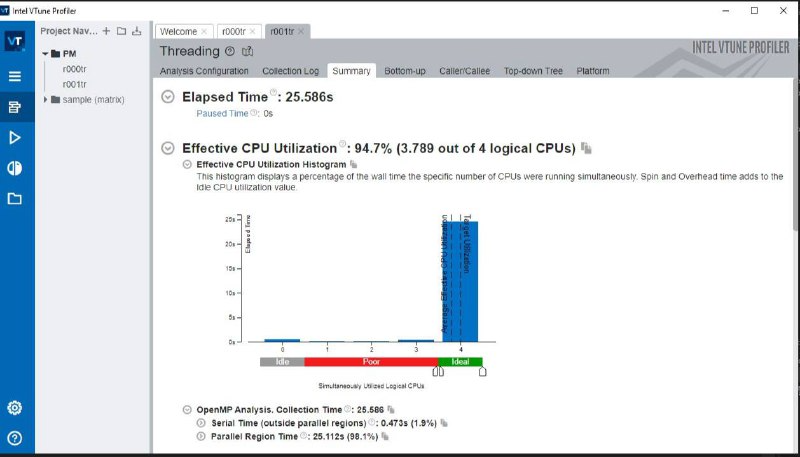 Intel VTune Profiler
VT
Project Nav...
Welcome × r000tr × r001tr ×
Threading
INTEL VTUNE PROFILER
Analysis Configuration Collection Log Summary Bottom-up Caller/Callee Top-down Tree Platform
PM
r000tr
r001tr
sample (matrix)
Elapsed Time: 25.586s
Paused Time: 0s
Effective CPU Utilization: 94.7% (3.789 out of 4 logical CPUs)
Effective CPU Utilization Histogram
This histogram displays a percentage of the wall time the specific number of CPUs were running simultaneously. Spin and Overhead time adds to the
Idle CPU utilization value.
Elapsed Time
25s
20s
15s
10s
5s
0s
Average Effective CPU Utilization
Target Utilization
0 1 2 3 4
Idle Poor Ideal
Simultaneously Utilized Logical CPUs
OpenMP Analysis. Collection Time: 25.586
Serial Time (outside parallel regions): 0.473s (1.9%)
Parallel Region Time: 25.112s (98.1%)